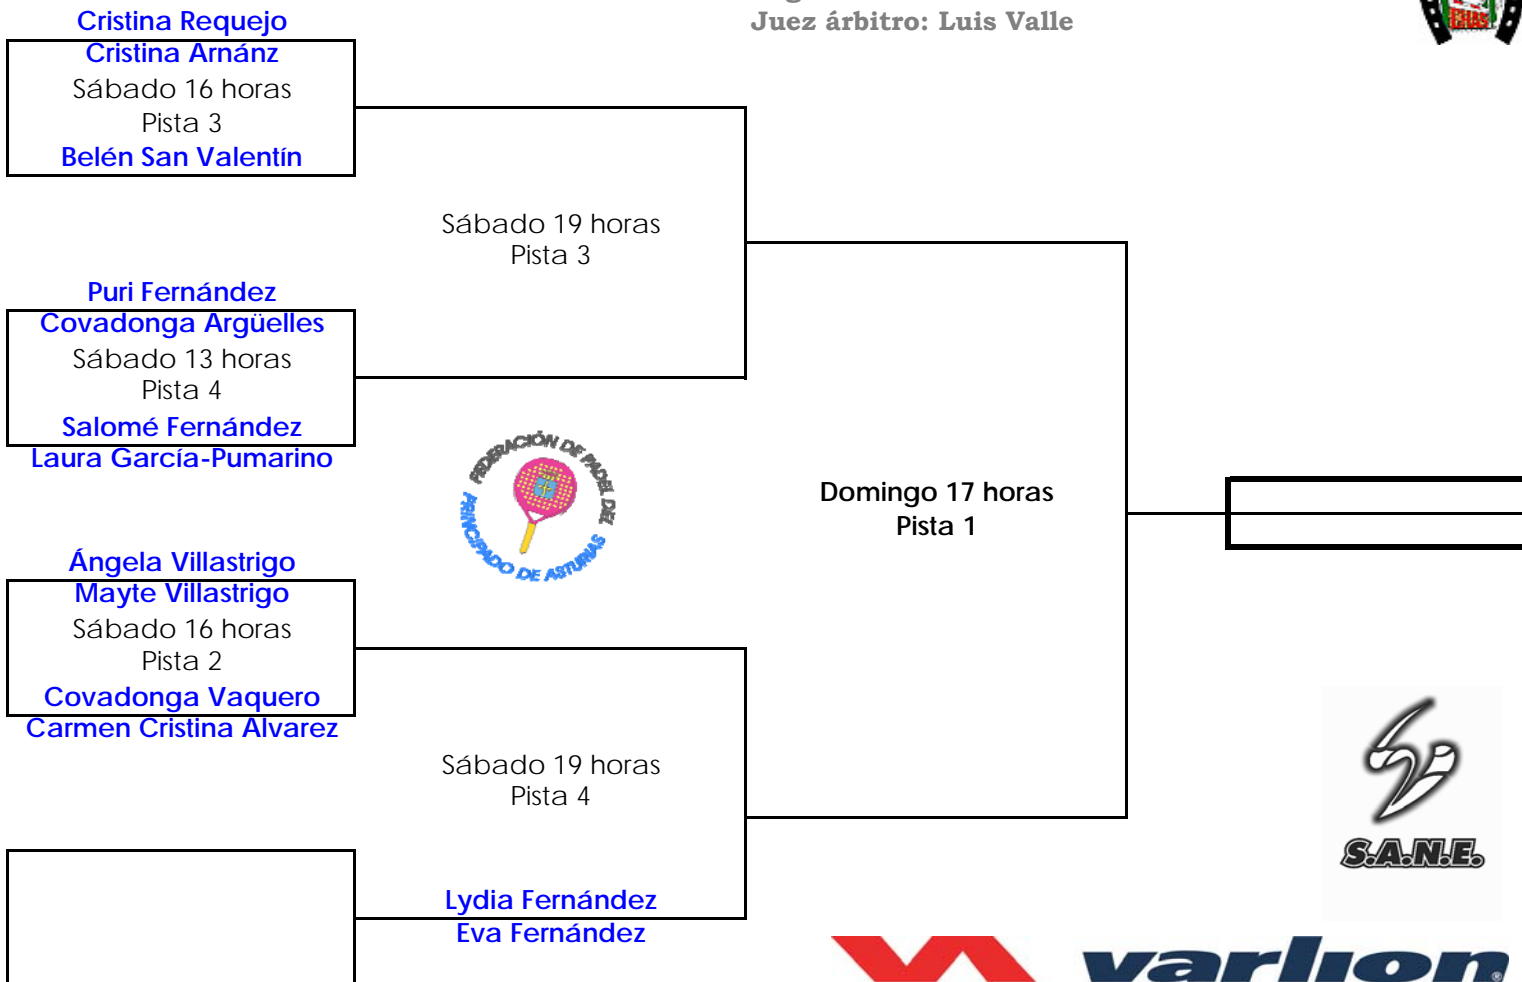 Juez árbitro: Luis Valle
Cristina Requejo
Cristina Arnánz
Sábado 16 horas
Pista 3
Belén San Valentín
Sábado 19 horas
Pista 3
Puri Fernández
Covadonga Argüelles
Sábado 13 horas
Pista 4
Salomé Fernández
Laura García-Pumarino
FEDERACIÓN DE PADEL DEL
PRINCIPADO DE ASTURIAS
Domingo 17 horas
Pista 1
Ángela Villastrigo
Mayte Villastrigo
Sábado 16 horas
Pista 2
Covadonga Vaquero
Carmen Cristina Alvarez
Sábado 19 horas
Pista 4
S.A.N.E.
Lydia Fernández
Eva Fernández
varlion